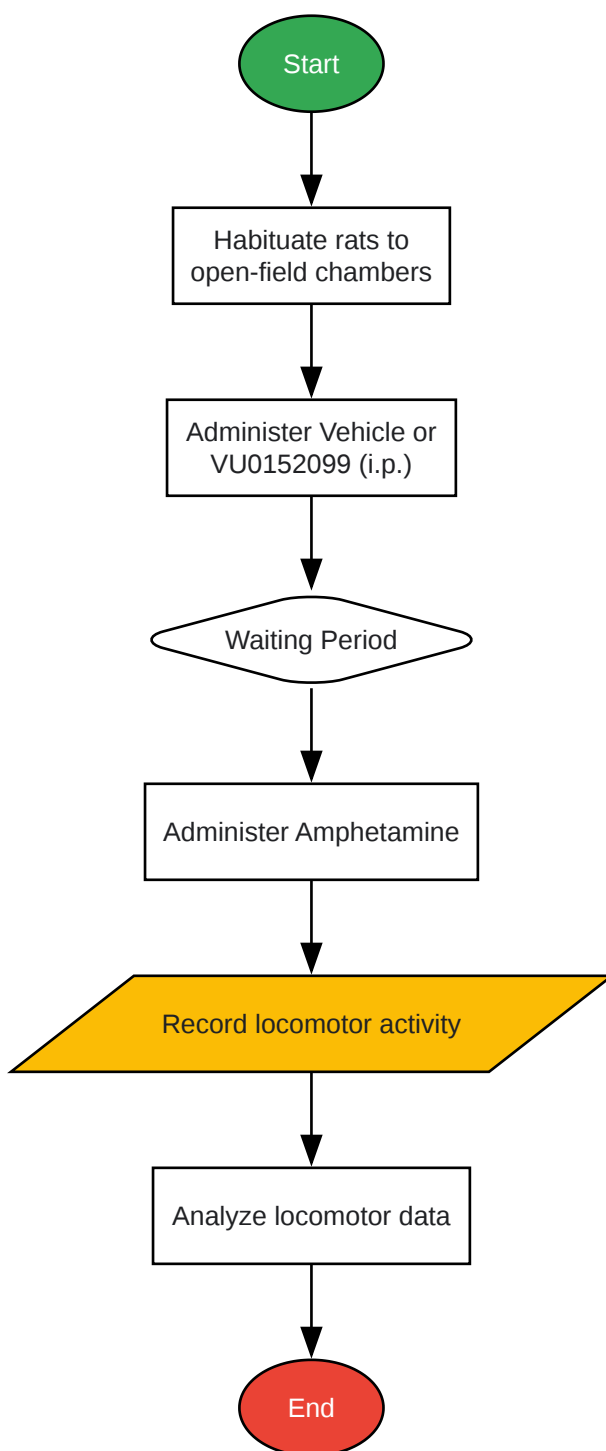 Start
Habituate rats to
open-field chambers
Administer Vehicle or
VU0152099 (i.p.)
Waiting Period
Administer Amphetamine
Record locomotor activity
Analyze locomotor data
End